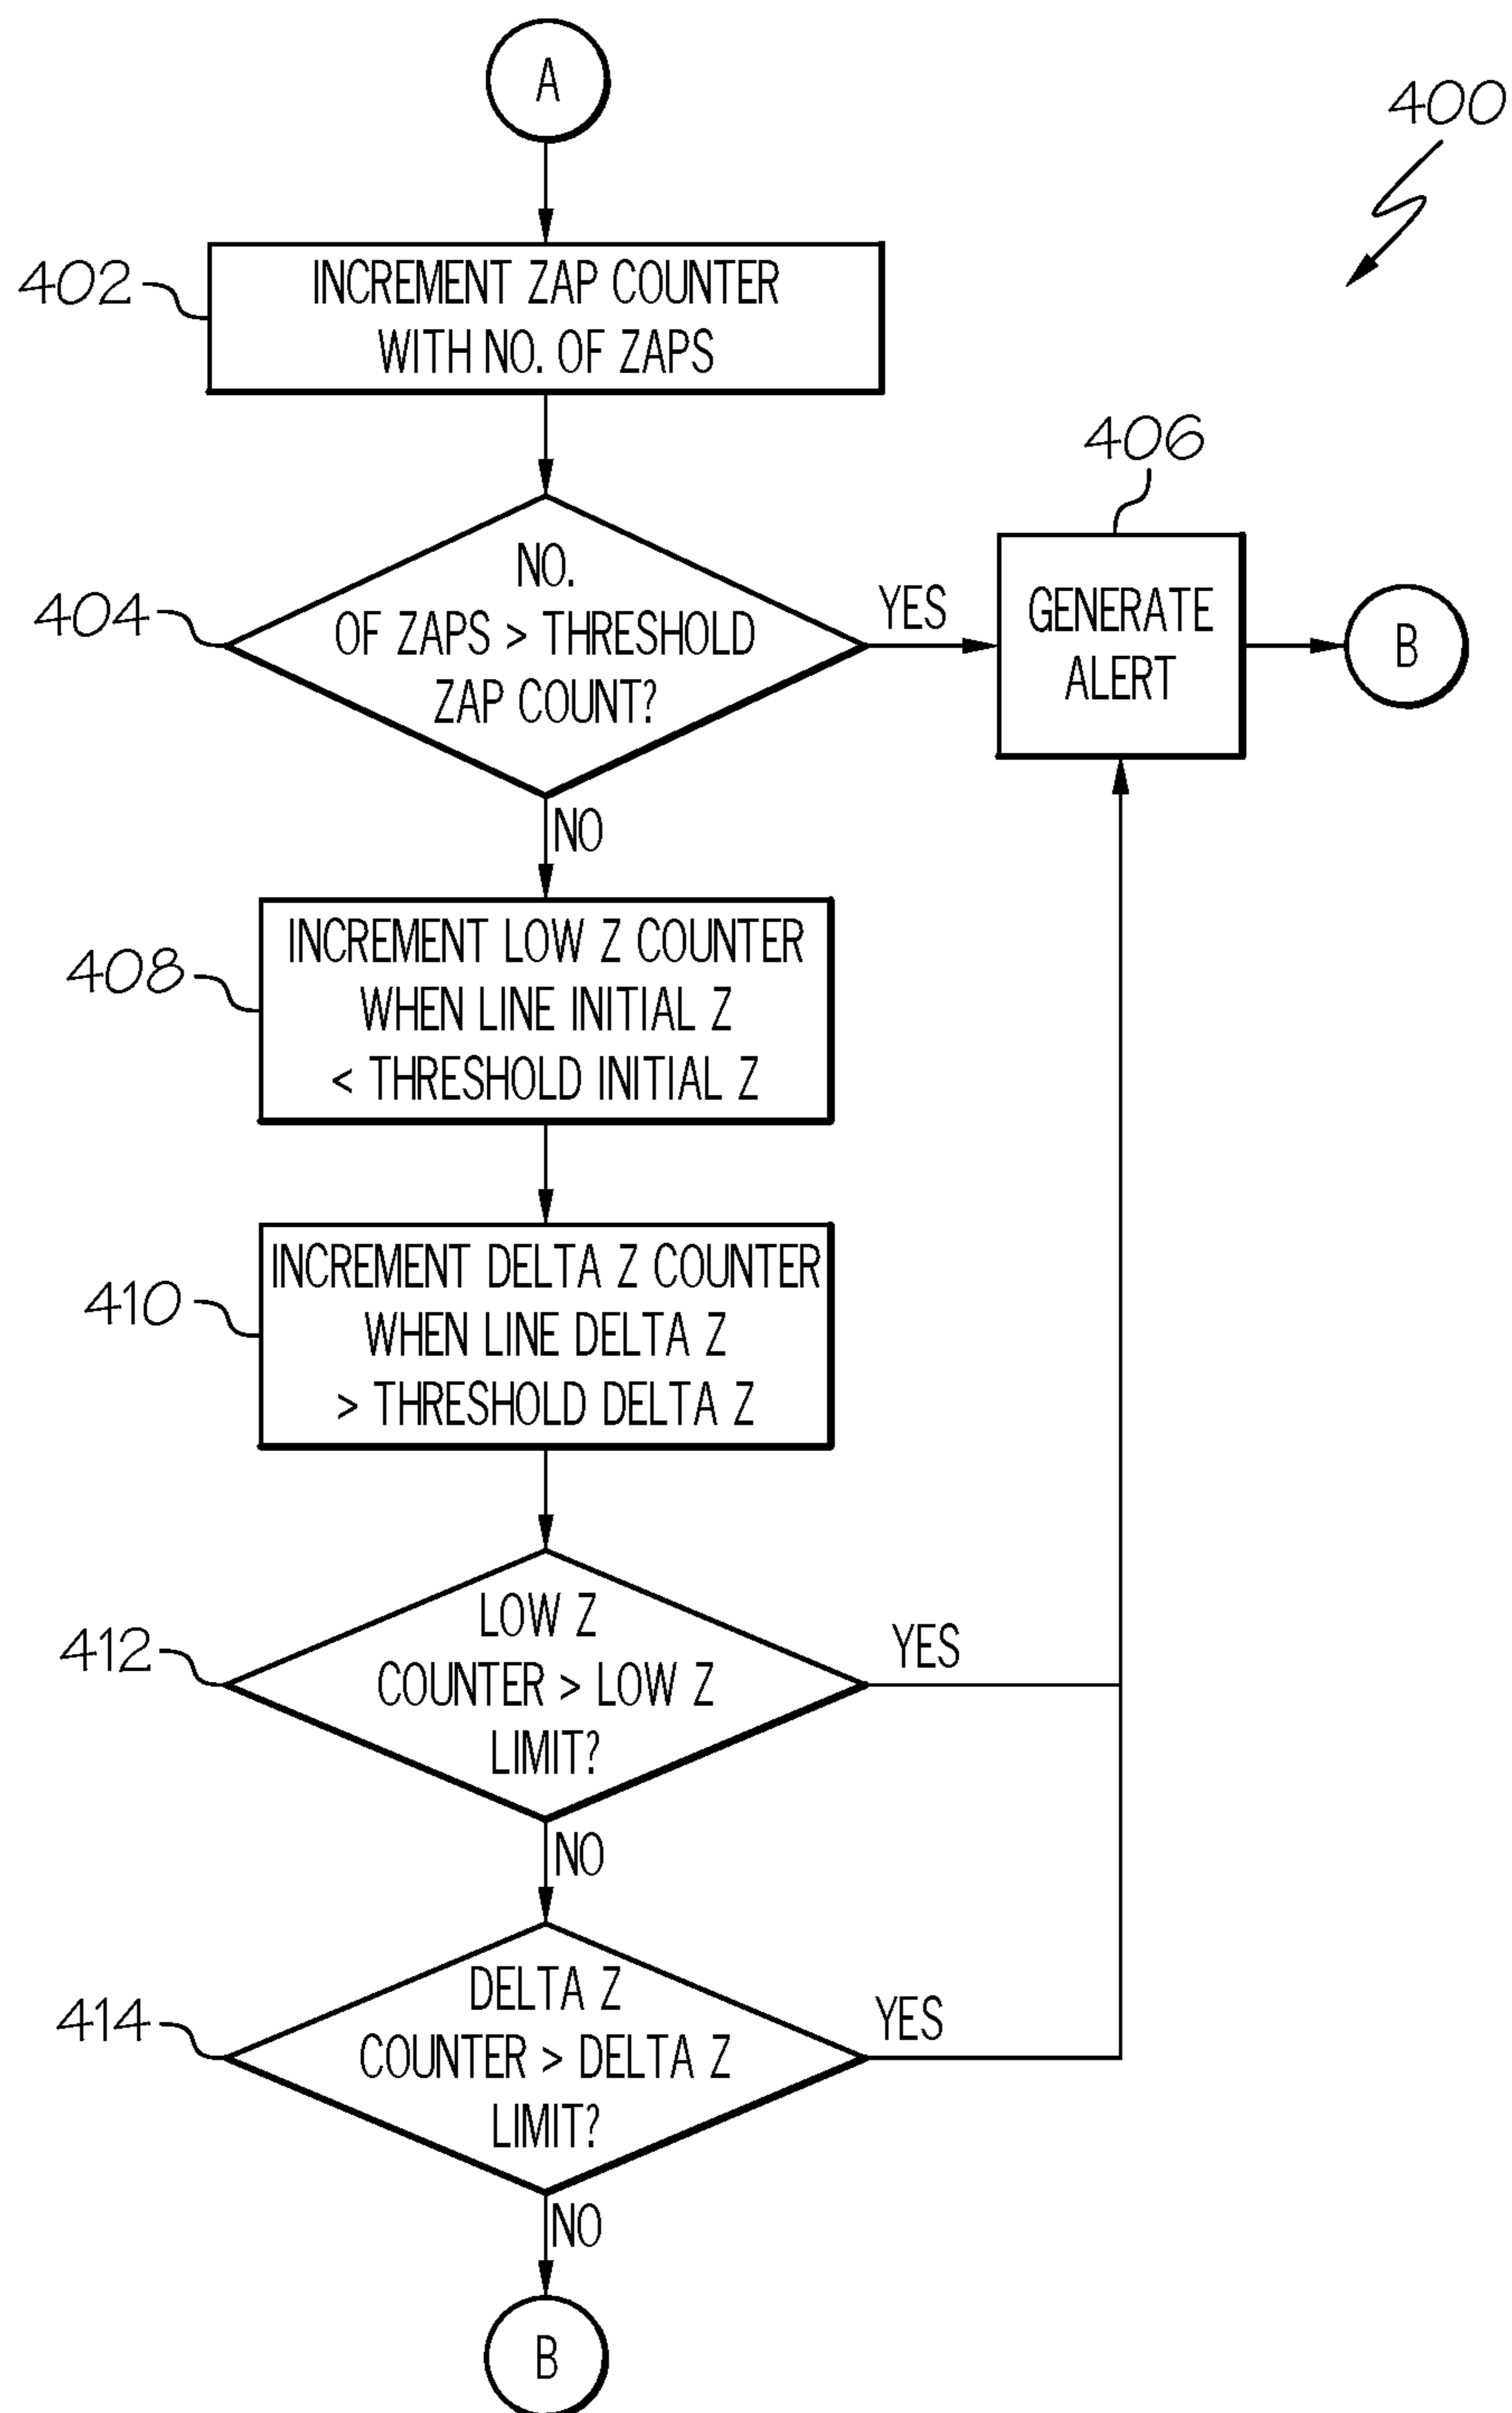 A
400
402
INCREMENT ZAP COUNTER
WITH NO. OF ZAPS
406
404
NO.
OF ZAPS > THRESHOLD
ZAP COUNT?
YES
GENERATE
ALERT
B
NO
408
INCREMENT LOW Z COUNTER
WHEN LINE INITIAL Z
< THRESHOLD INITIAL Z
410
INCREMENT DELTA Z COUNTER
WHEN LINE DELTA Z
> THRESHOLD DELTA Z
412
LOW Z
COUNTER > LOW Z
LIMIT?
YES
NO
414
DELTA Z
COUNTER > DELTA Z
LIMIT?
YES
NO
B